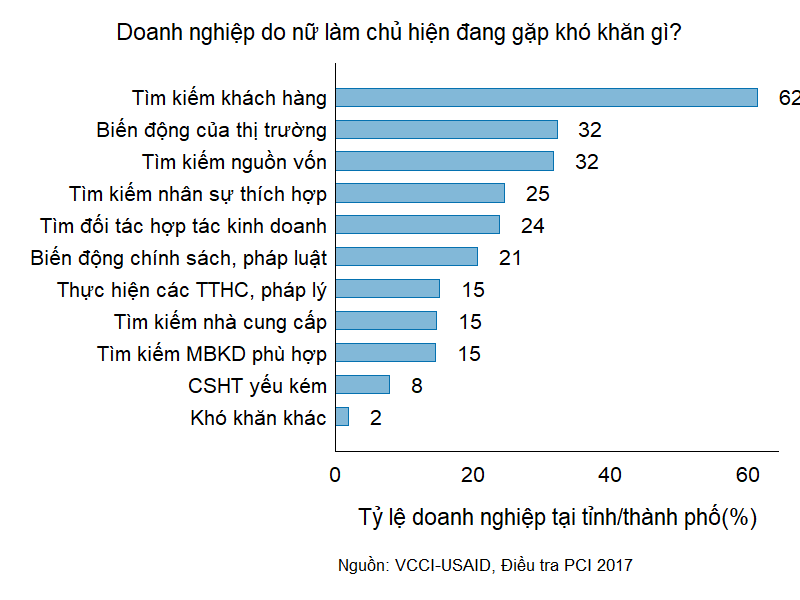 Doanh nghiệp do nữ làm chủ hiện đang gặp khó khăn gì?
Tìm kiếm khách hàng 62
Biến động của thị trường 32
Tìm kiếm nguồn vốn 32
Tìm kiếm nhân sự thích hợp 25
Tìm đối tác hợp tác kinh doanh 24
Biến động chính sách, pháp luật 21
Thực hiện các TTHC, pháp lý 15
Tìm kiếm nhà cung cấp 15
Tìm kiếm MBKD phù hợp 15
CSHT yếu kém 8
Khó khăn khác 2
0 20 40 60
Tỷ lệ doanh nghiệp tại tỉnh/thành phố(%)
Nguồn: VCCI-USAID, Điều tra PCI 2017